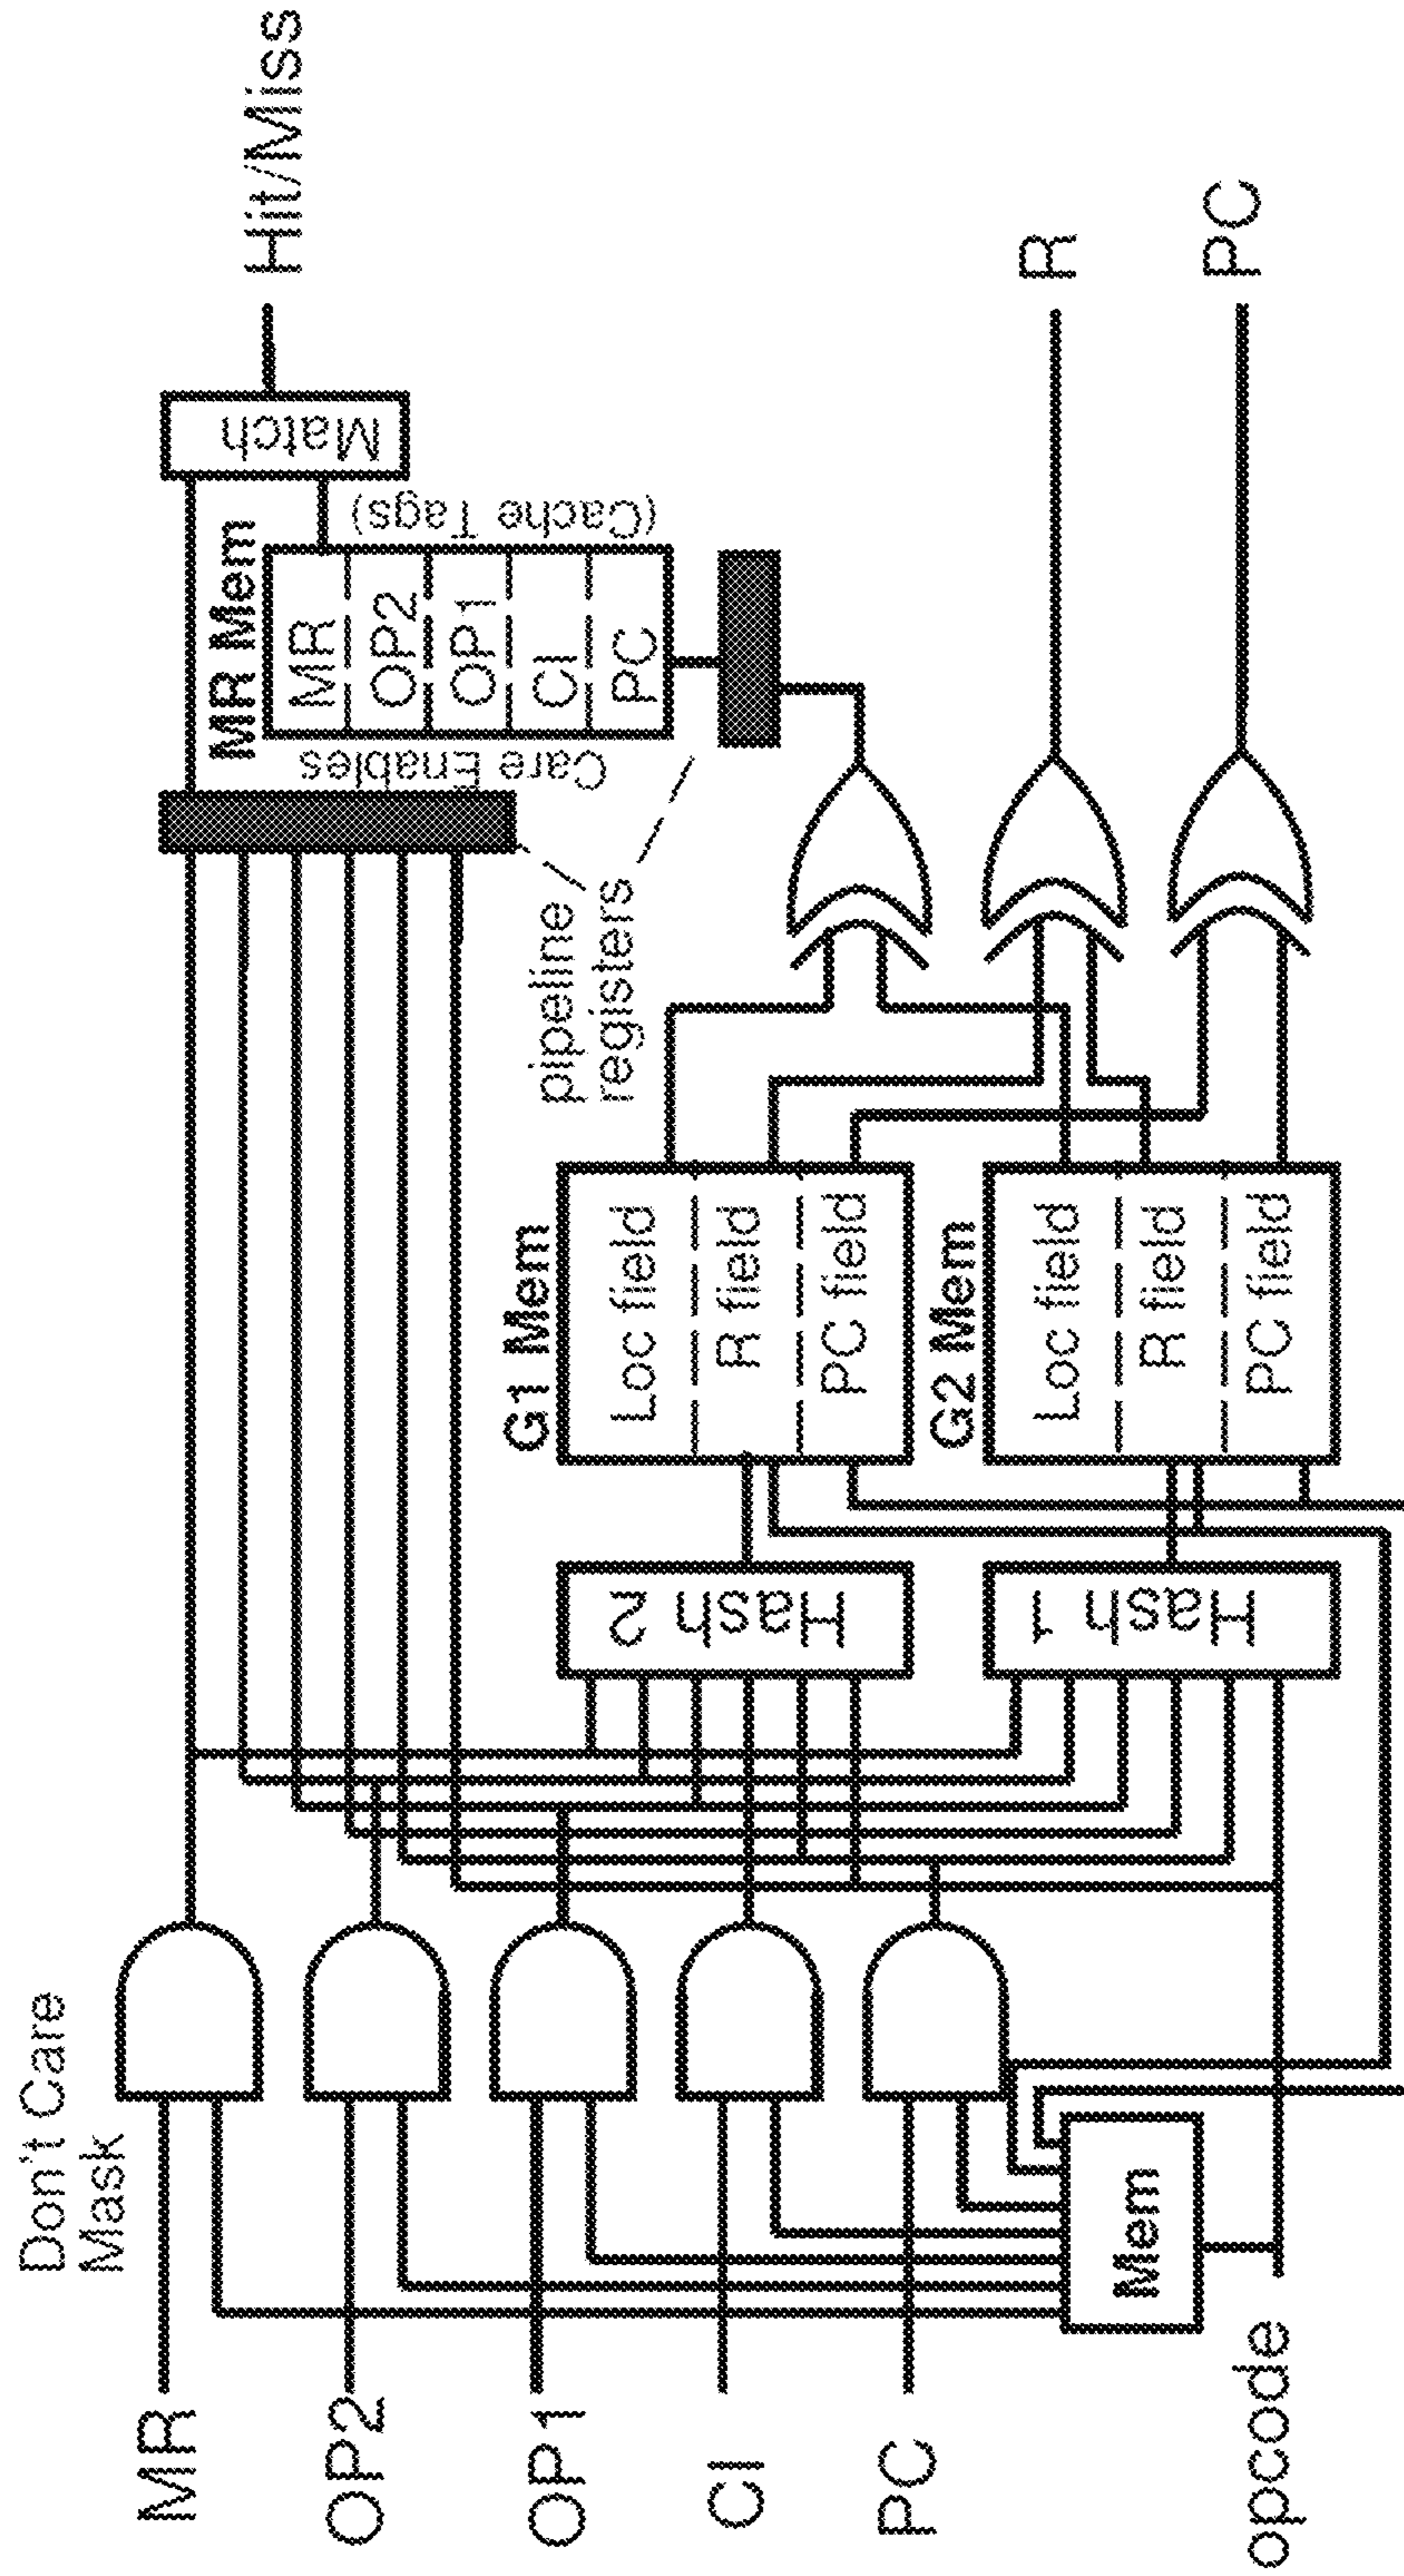 Don't Care
Mask
MR
OP2
OP1
CI
PC
opcode
Mem
Hash 2
Hash 1
G1 Mem
Loc field
R field
PC field
G2 Mem
Loc field
R field
PC field
pipeline
registers
MR Mem
Care Enables
MR
OP2
OP1
CI
PC
(Cache Tags)
Match
Hit/Miss
R
PC